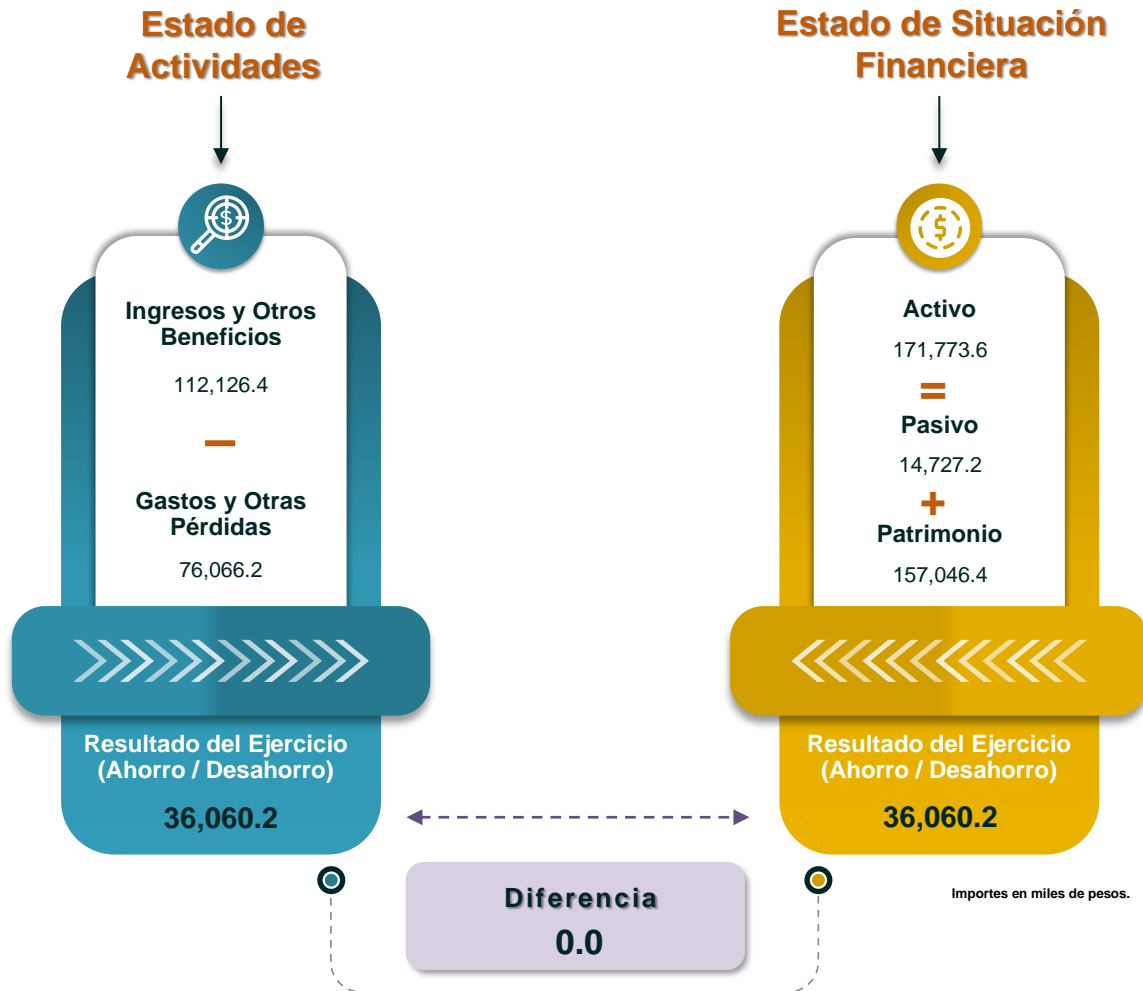 Estado de
Actividades
Ingresos y Otros
Beneficios
112,126.4
–
Gastos y Otras
Pérdidas
76,066.2
Resultado del Ejercicio
(Ahorro / Desahorro)
36,060.2
Estado de Situación
Financiera
$
Activo
171,773.6
=
Pasivo
14,727.2
+
Patrimonio
157,046.4
Resultado del Ejercicio
(Ahorro / Desahorro)
36,060.2
Diferencia
0.0
Importes en miles de pesos.